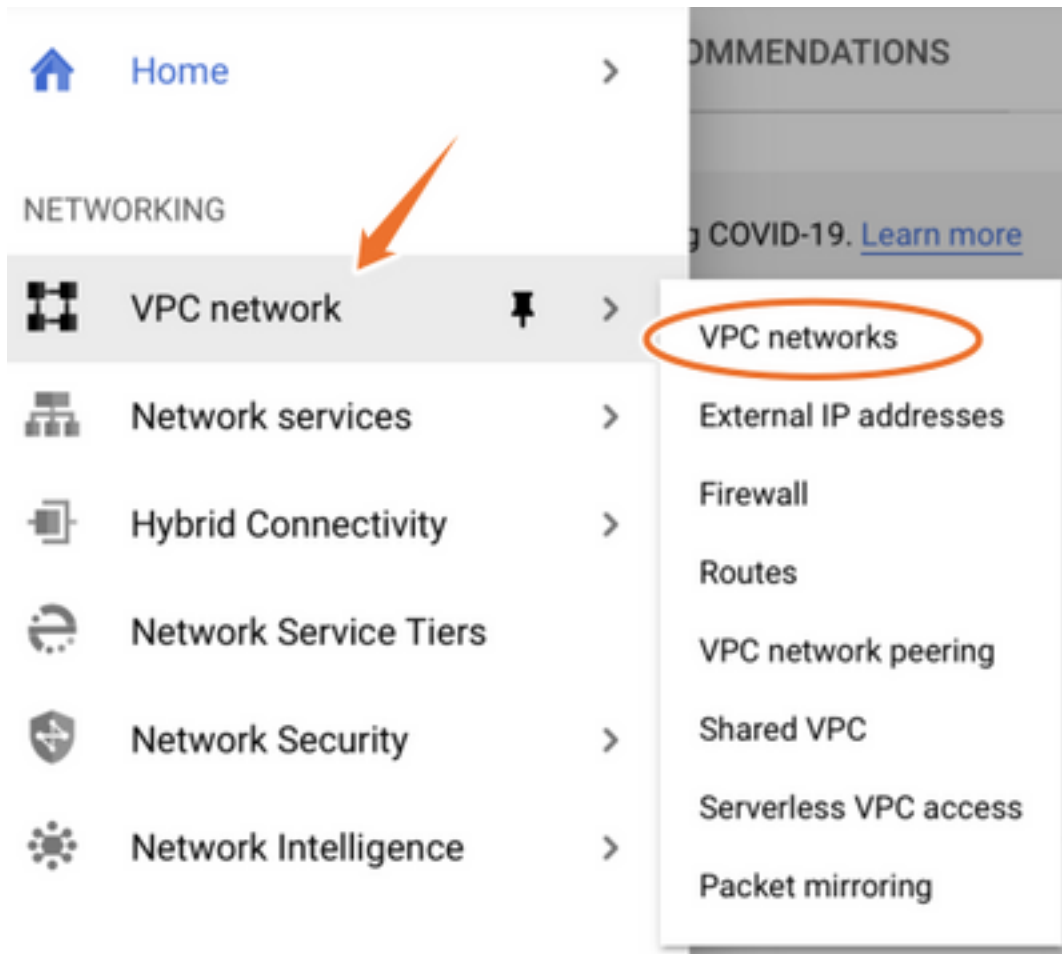 Home
OMMENDATIONS
NETWORKING
g COVID-19. Learn more
VPC network
Network services
Hybrid Connectivity
Network Service Tiers
Network Security
Network Intelligence
VPC networks
External IP addresses
Firewall
Routes
VPC network peering
Shared VPC
Serverless VPC access
Packet mirroring